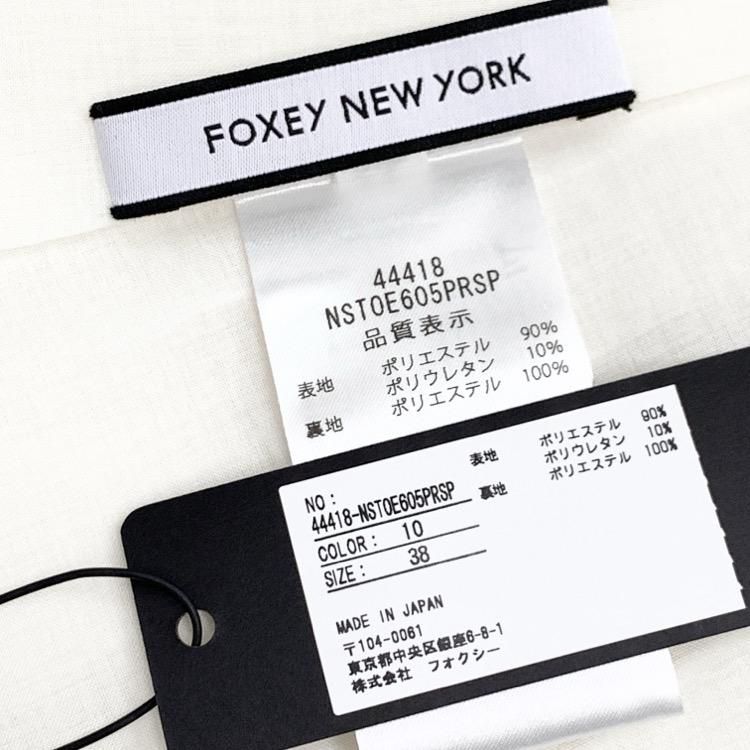 FOXEY NEW YORK
44418
NST0E605PRSP
品質表示
表地 ポリエステル 90%
ポリウレタン 10%
裏地 ポリエステル 100%
NO:
44418-NST0E605PRSP
COLOR: 10
SIZE: 38
表地 ポリエステル 90%
ポリウレタン 10%
裏地 ポリエステル 100%
MADE IN JAPAN
〒104-0061
東京都中央区銀座6-8-1
株式会社 フォクシー